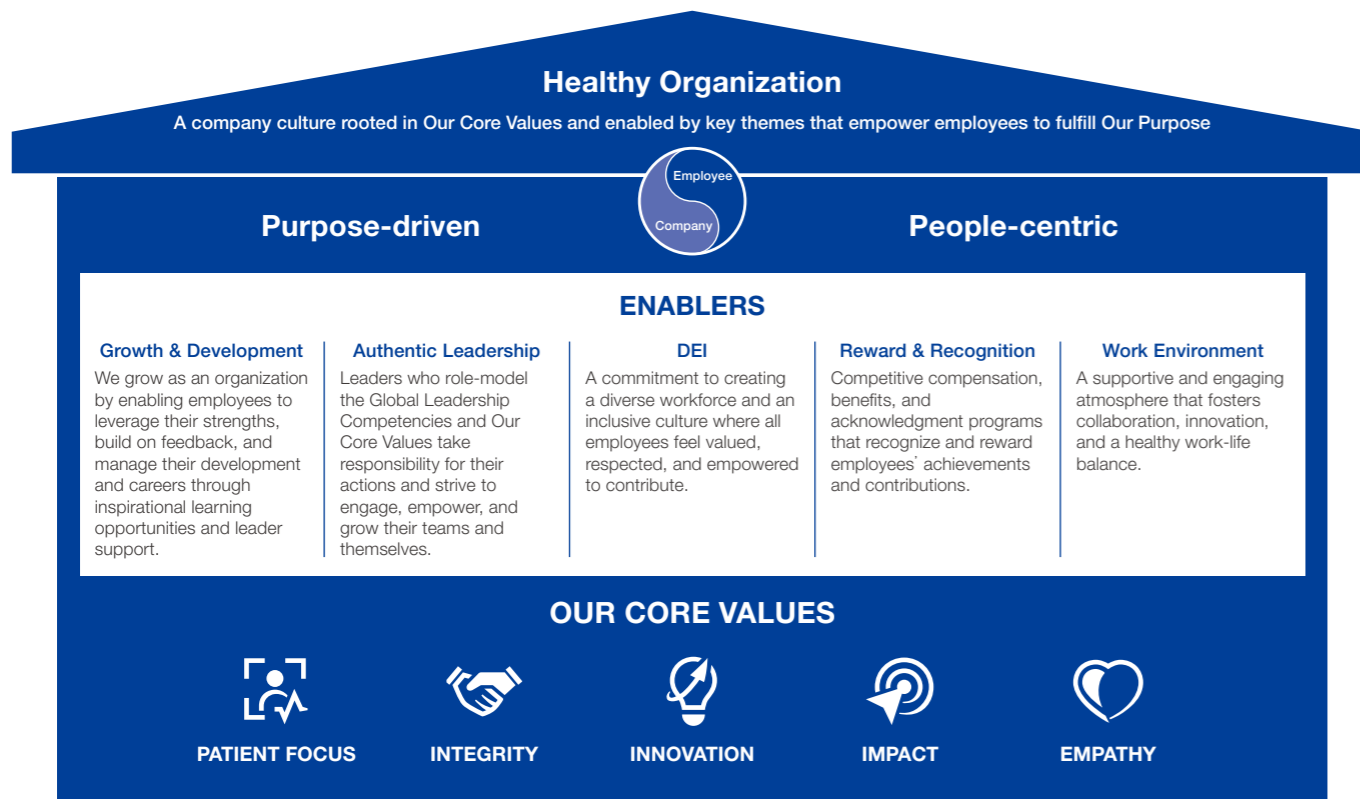 Healthy Organization
A company culture rooted in Our Core Values and enabled by key themes that empower employees to fulfill Our Purpose
Employee
Company
Purpose-driven
People-centric
ENABLERS
Growth & Development
We grow as an organization
by enabling employees to
leverage their strengths,
build on feedback, and
manage their development
and careers through
inspirational learning
opportunities and leader
support.
Authentic Leadership
Leaders who role-model
the Global Leadership
Competencies and Our
Core Values take
responsibility for their
actions and strive to
engage, empower, and
grow their teams and
themselves.
DEI
A commitment to creating
a diverse workforce and an
inclusive culture where all
employees feel valued,
respected, and empowered
to contribute.
Reward & Recognition
Competitive compensation,
benefits, and
acknowledgment programs
that recognize and reward
employees' achievements
and contributions.
Work Environment
A supportive and engaging
atmosphere that fosters
collaboration, innovation,
and a healthy work-life
balance.
OUR CORE VALUES
PATIENT FOCUS
INTEGRITY
INNOVATION
IMPACT
EMPATHY